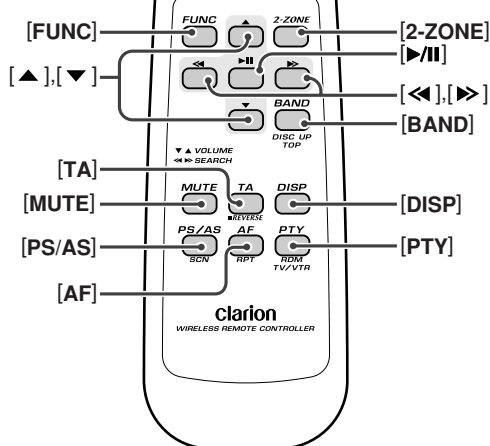 [FUNC]
FUNC
▲
2-ZONE
[2-ZONE]
[▲],[▼]
◀◀
▶/II
▶▶
[▶/II]
[◀◀],[▶▶]
▼
BAND
[BAND]
DISC UP
TOP
▼ ▲ VOLUME
◀◀ ▶▶ SEARCH
[TA]
[MUTE]
MUTE
TA
DISP
[DISP]
■REVERSE
[PS/AS]
PS/AS
AF
PTY
[PTY]
SCN
RPT
RDM
TV/VTR
[AF]
clarion
WIRELESS REMOTE CONTROLLER